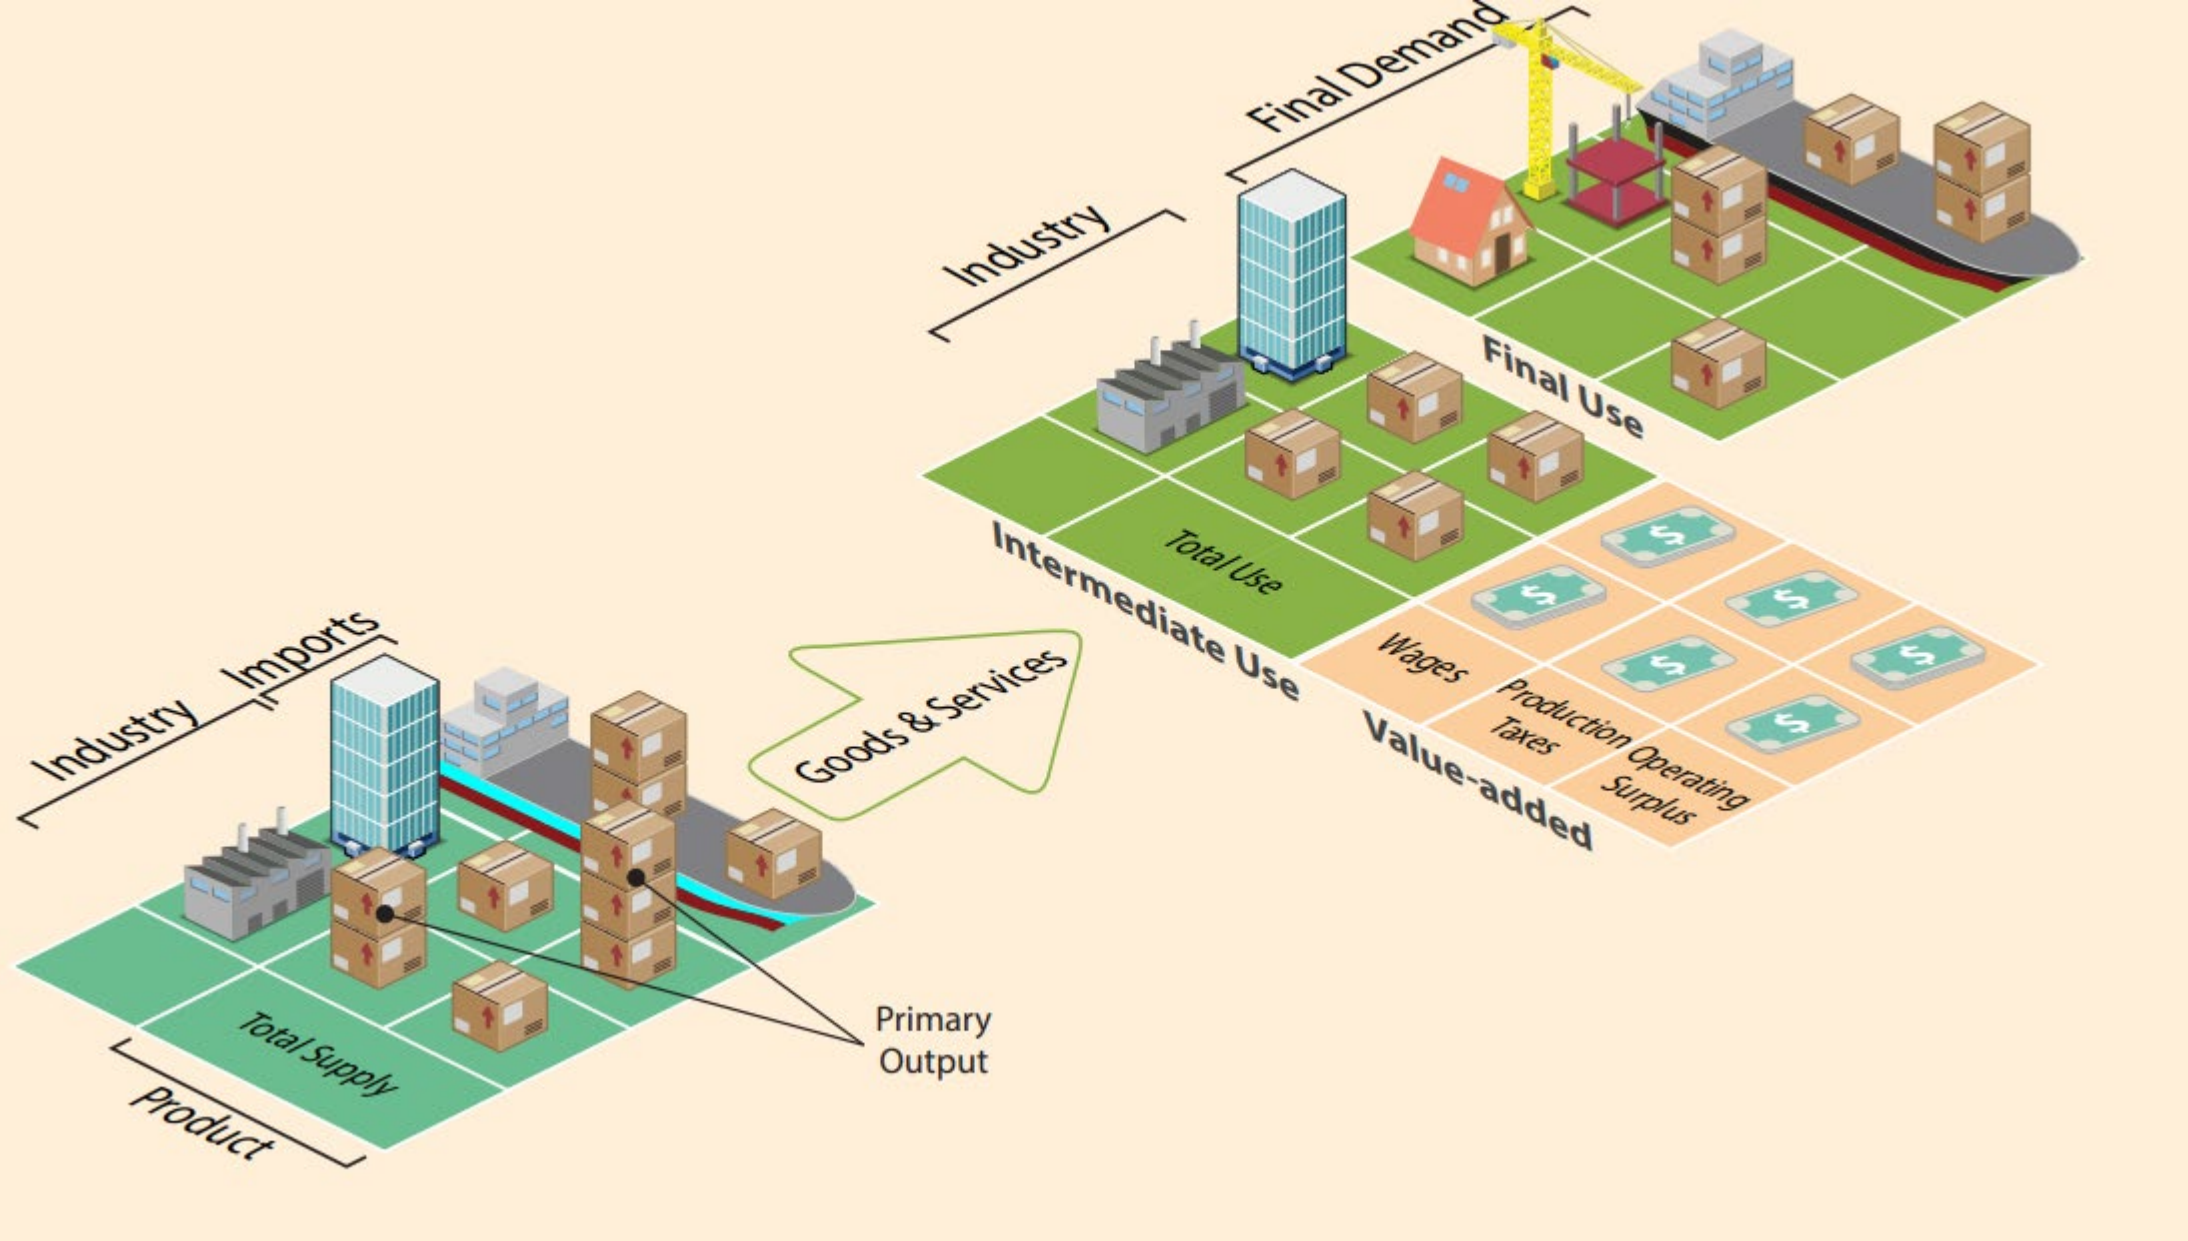 Final Demand
Industry
Final Use
Total Use
Intermediate Use
Wages
Production
Taxes
Operating
Surplus
Value-added
Goods & Services
Imports
Industry
Primary
Output
Total Supply
Product